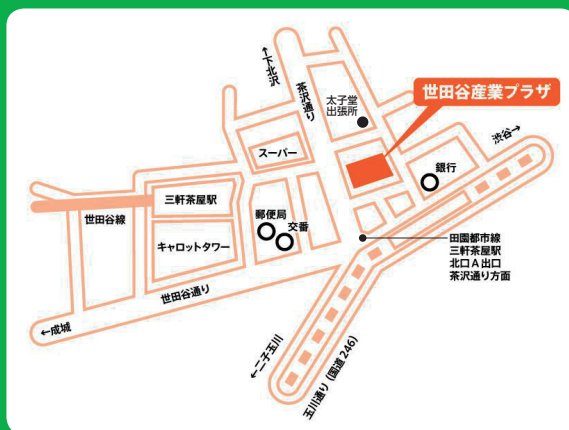 ←下北沢
茶沢通り
太子堂
出張所
世田谷産業プラザ
渋谷→
スーパー
銀行
三軒茶屋駅
世田谷線
郵便局
交番
キャロットタワー
田園都市線
三軒茶屋駅
北口A出口
茶沢通り方面
世田谷通り
←成城
←二子玉川
玉川通り(国道246)